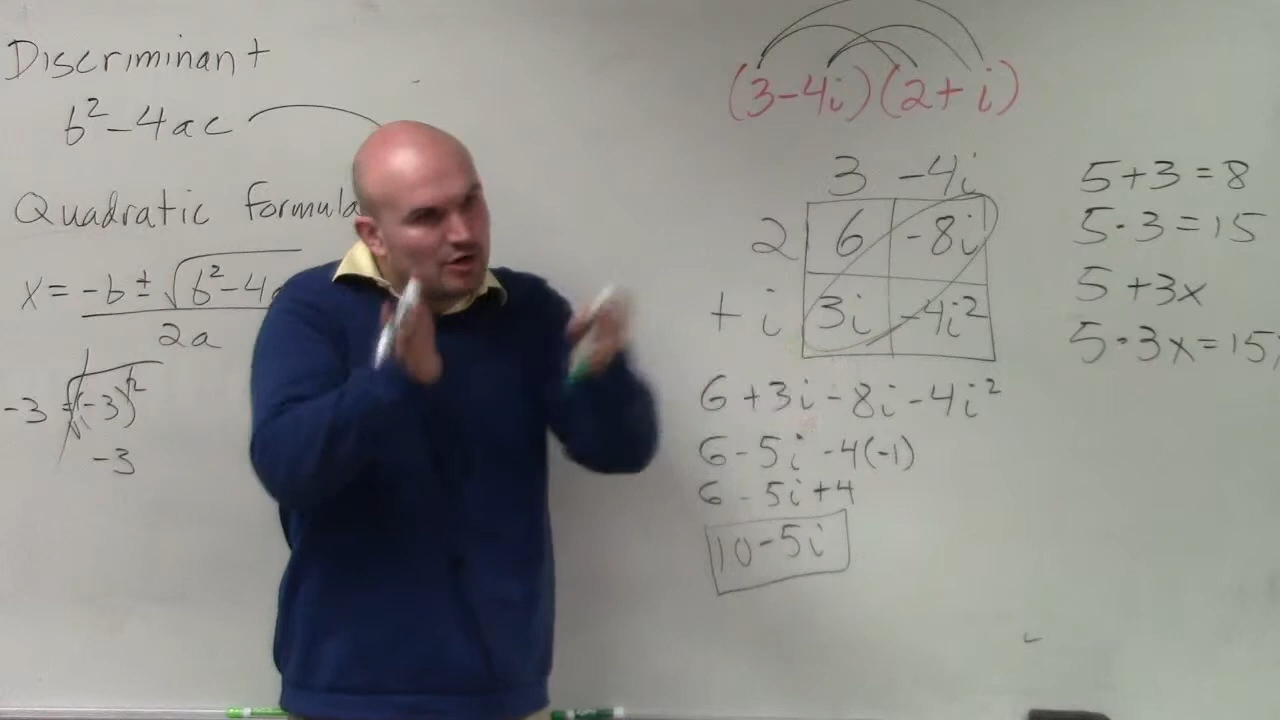 Discriminant
b²-4ac
Quadratic formula
x = -b ± √b²-4
2a
-3
(-3)²
-3
(3-4i)(2+i)
3 -4i
2 6 -8i
+i 3i -4i²
6+3i-8i-4i²
6-5i-4(-1)
6-5i+4
10-5i
5+3=8
5·3=15
5+3x
5·3x=15